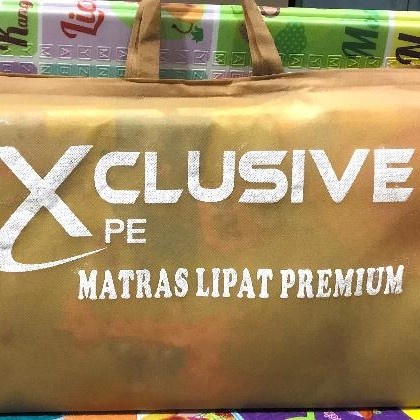 XCLUSIVE
PE
MATRAS LIPAT PREMIUM